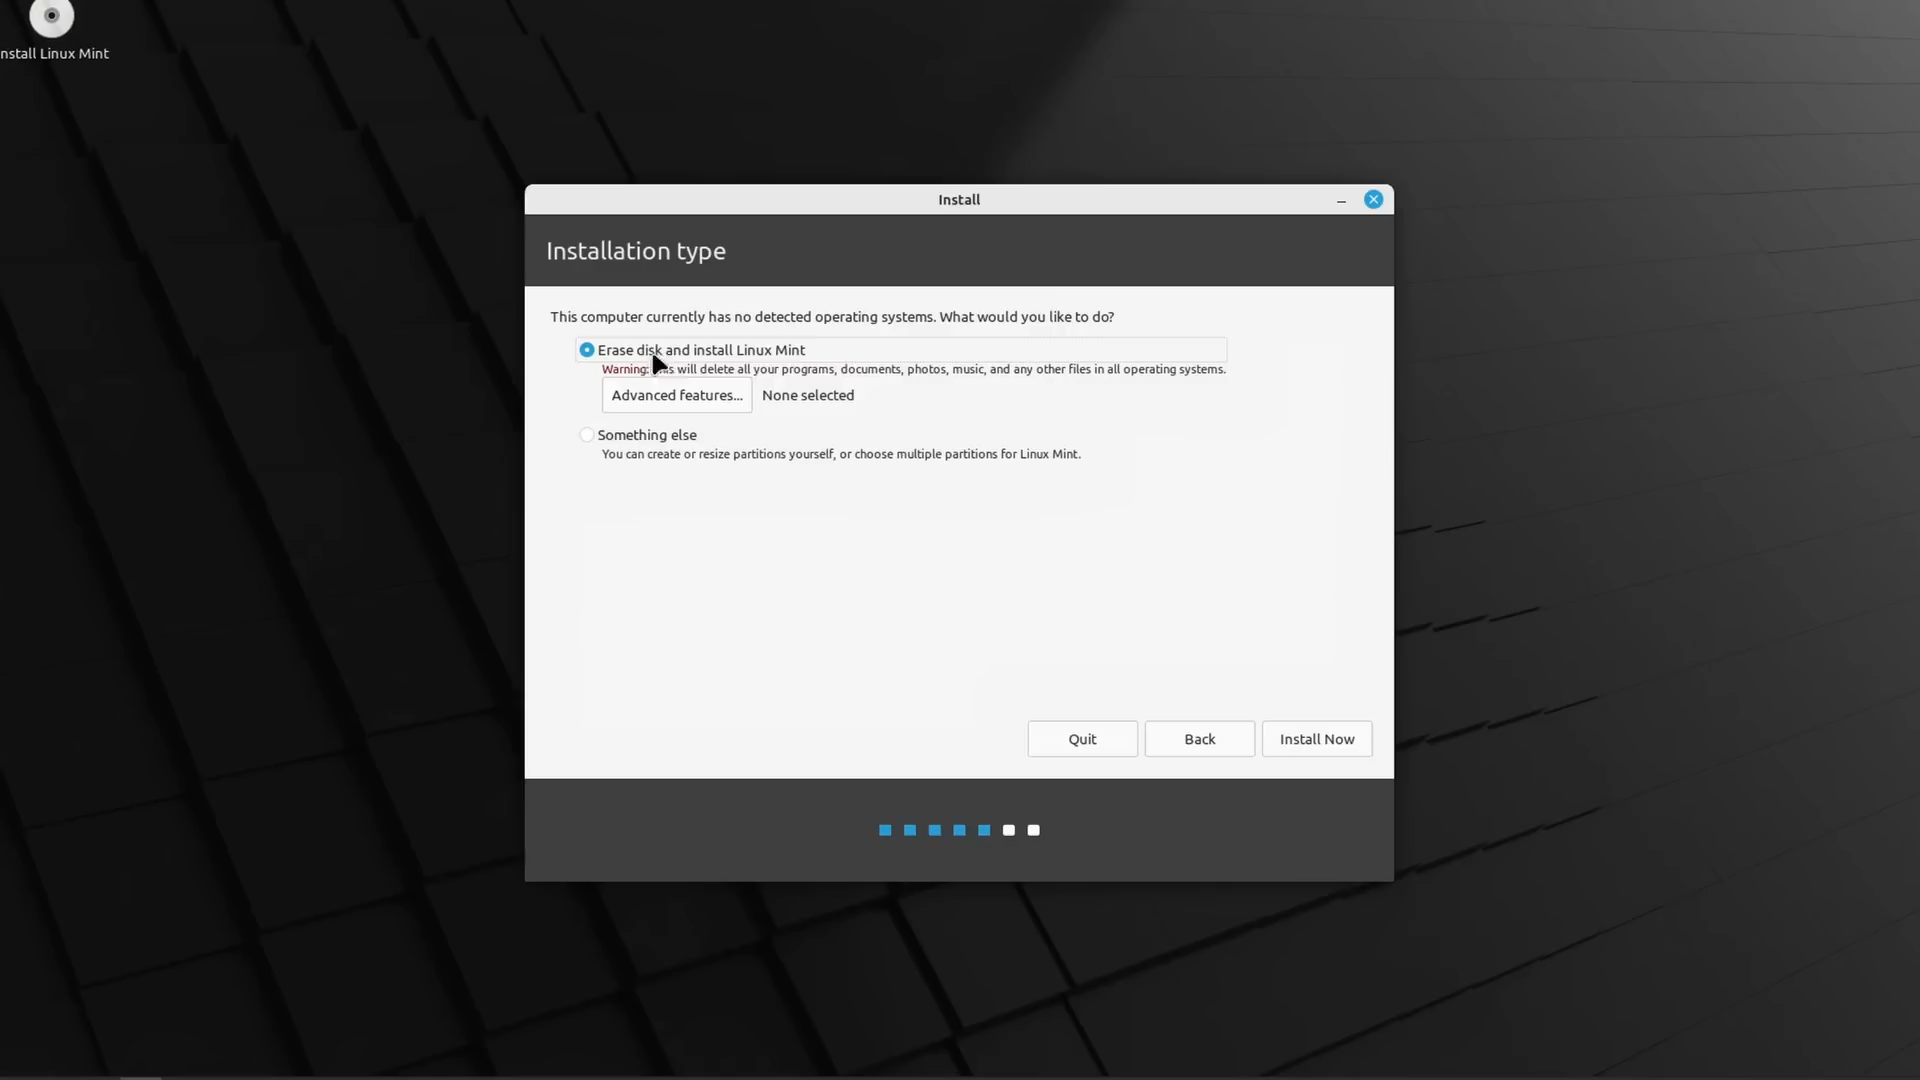 nstall Linux Mint
Install
Installation type
This computer currently has no detected operating systems. What would you like to do?
Erase disk and install Linux Mint
Warning: will delete all your programs, documents, photos, music, and any other files in all operating systems.
Advanced features... None selected
Something else
You can create or resize partitions yourself, or choose multiple partitions for Linux Mint.
Quit Back Install Now